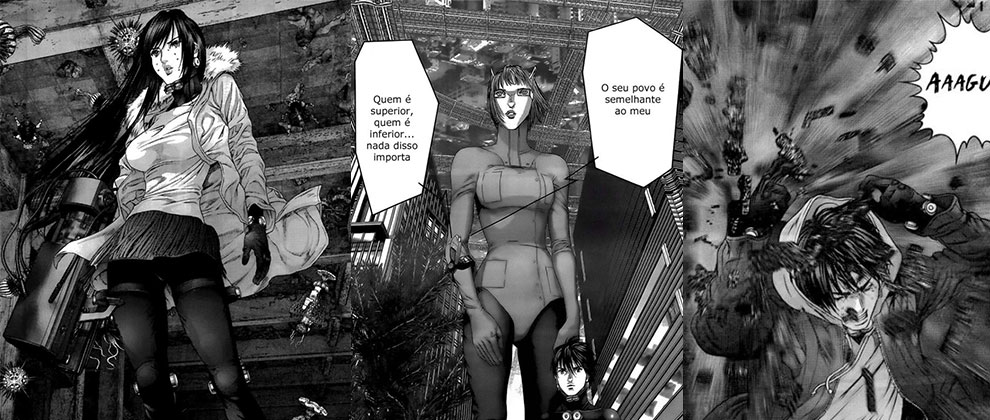 Quem é
superior,
quem é
inferior...
nada disso
importa
O seu povo é
semelhante
ao meu
AAAGU